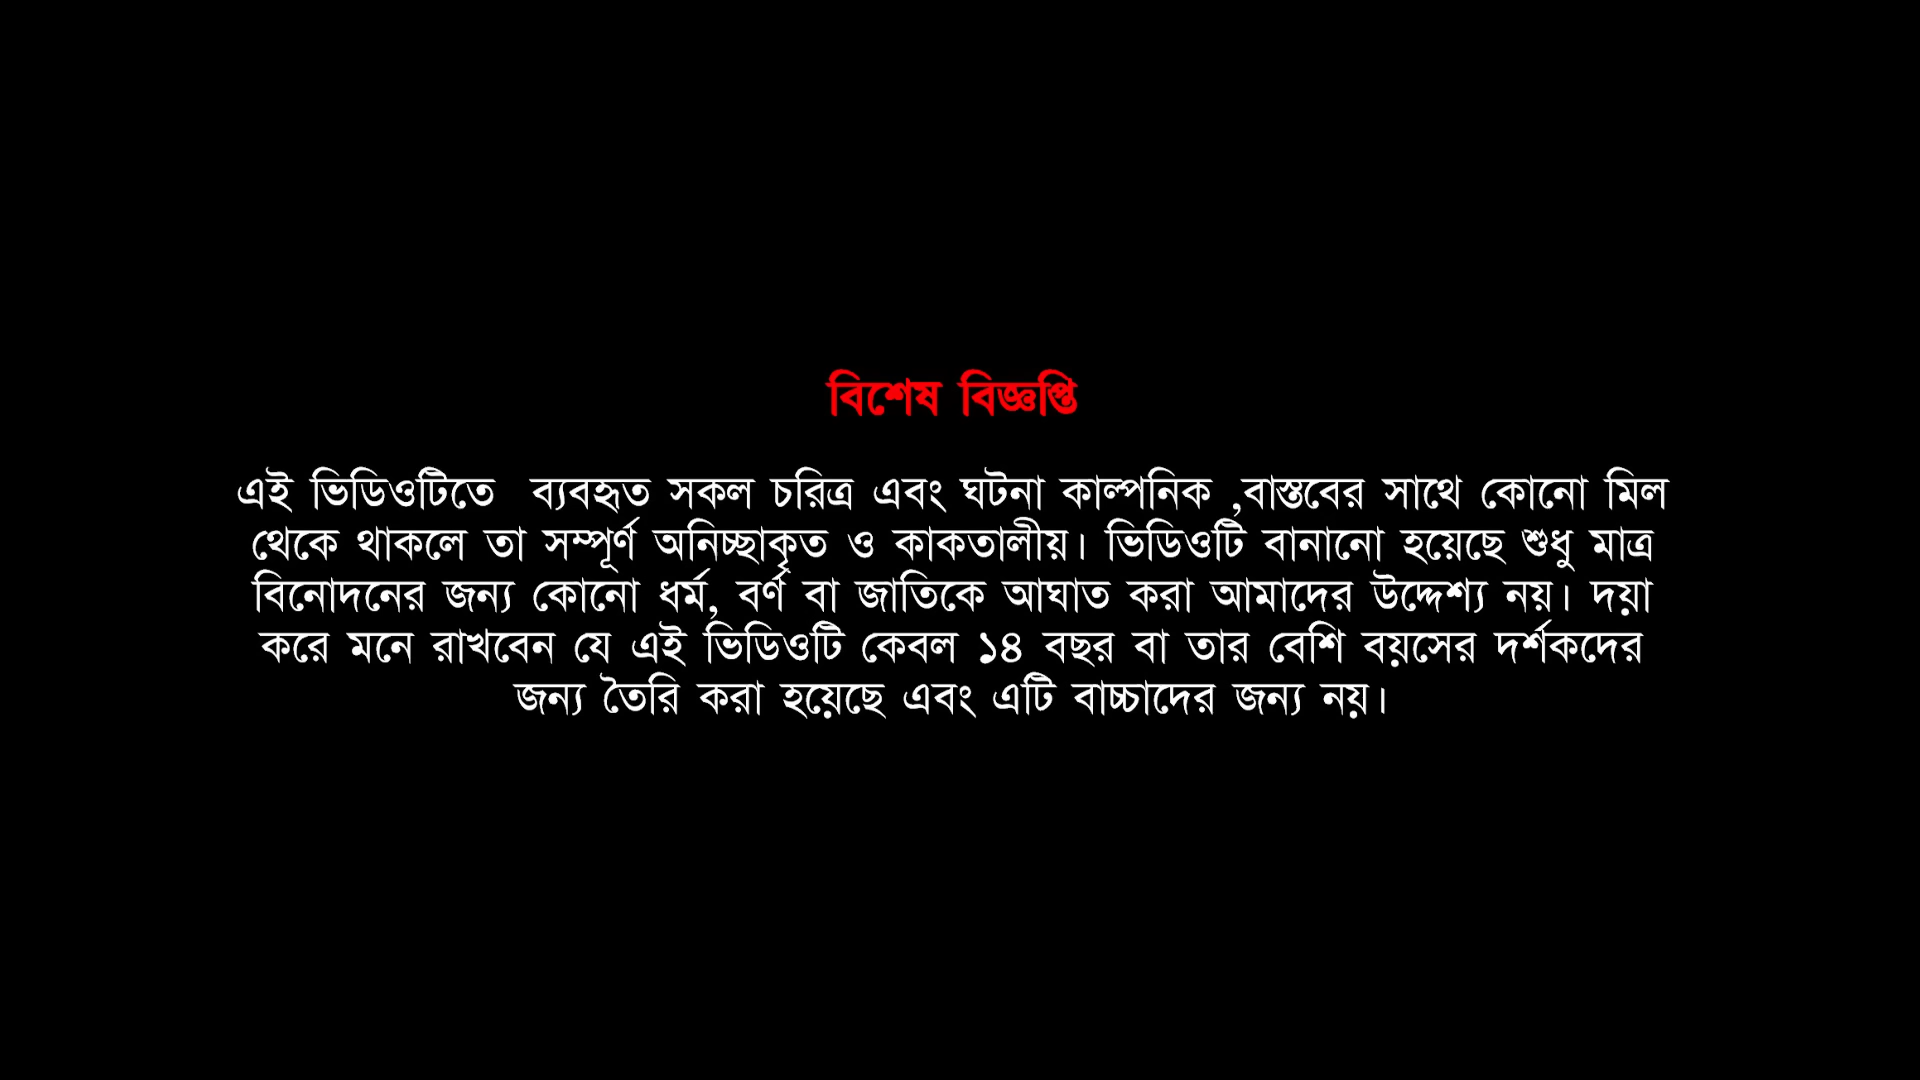 বিশেষ বিজ্ঞপ্তি
এই ভিডিওটিতে  ব্যবহৃত সকল চরিত্র এবং ঘটনা কাল্পনিক ,বাস্তবের সাথে কোনো মিল
থেকে থাকলে তা সম্পূর্ণ অনিচ্ছাকৃত ও কাকতালীয়। ভিডিওটি বানানো হয়েছে শুধু মাত্র
বিনোদনের জন্য কোনো ধর্ম, বর্ণ বা জাতিকে আঘাত করা আমাদের উদ্দেশ্য নয়। দয়া
করে মনে রাখবেন যে এই ভিডিওটি কেবল ১৪ বছর বা তার বেশি বয়সের দর্শকদের
জন্য তৈরি করা হয়েছে এবং এটি বাচ্চাদের জন্য নয়।